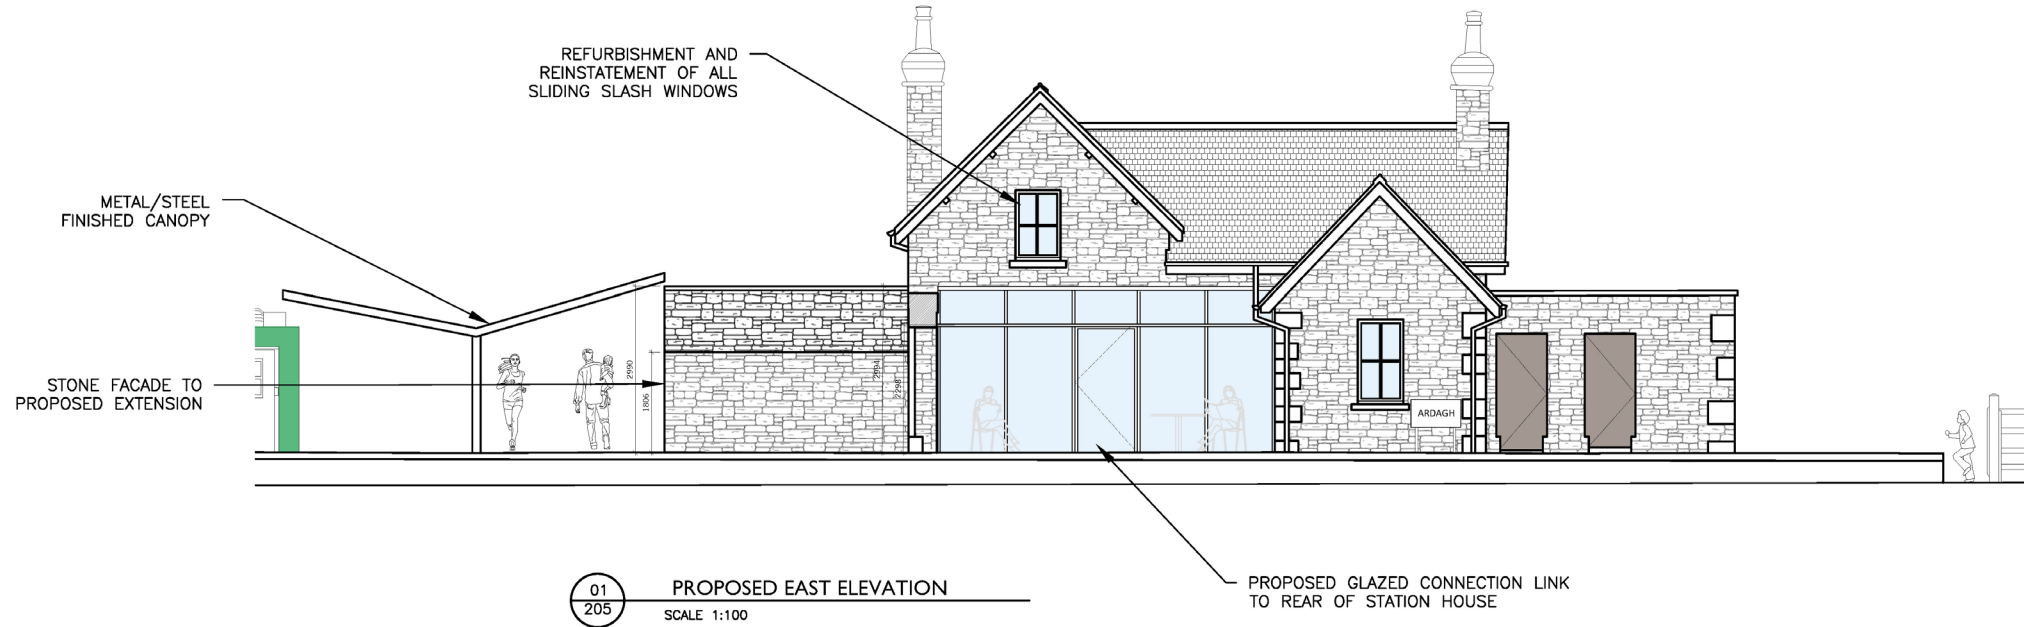 REFURBISHMENT AND
REINSTATEMENT OF ALL
SLIDING SLASH WINDOWS
METAL/STEEL
FINISHED CANOPY
STONE FACADE TO
PROPOSED EXTENSION
2990
1806
2994
2298
ARDAGH
PROPOSED GLAZED CONNECTION LINK
TO REAR OF STATION HOUSE
01
205
PROPOSED EAST ELEVATION
SCALE 1:100